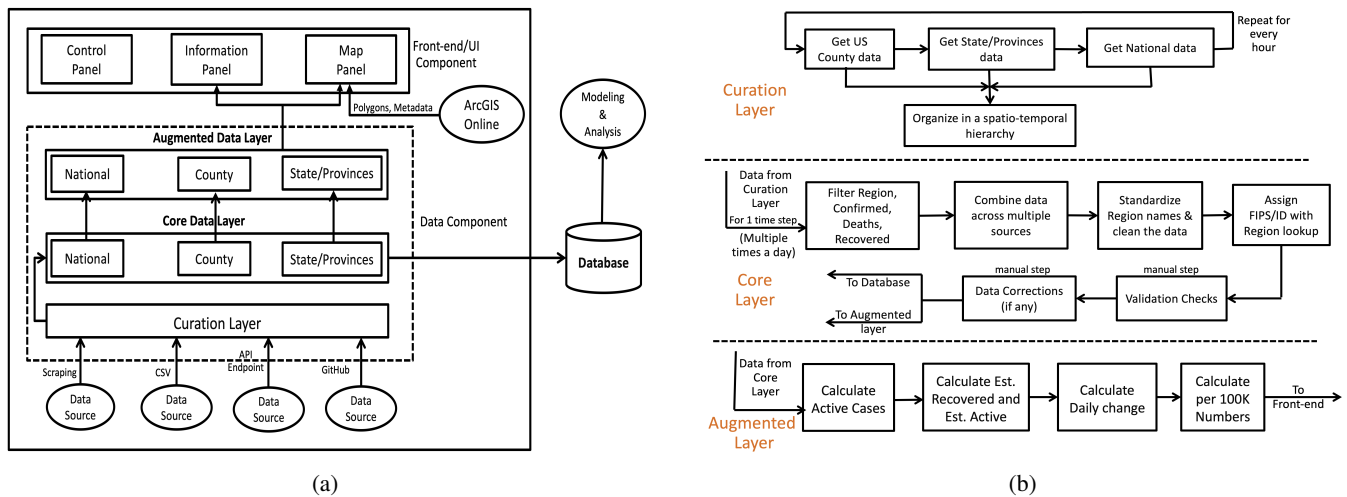 Control
Panel
Information
Panel
Map
Panel
Front-end/UI
Component
Polygons, Metadata
ArcGIS
Online
Modeling
&
Analysis
Augmented Data Layer
National
County
State/Provinces
Core Data Layer
Data Component
National
County
State/Provinces
Database
Curation Layer
Scraping
CSV
API
Endpoint
GitHub
Data
Source
Data
Source
Data
Source
Data
Source
(a)
Get US
County data
Get State/Provinces
data
Get National data
Repeat for
every
hour
Curation
Layer
Organize in a spatio-temporal
hierarchy
Data from
Curation
Layer
For 1 time step
(Multiple
times a day)
Filter Region,
Confirmed,
Deaths,
Recovered
Combine data
across multiple
sources
Standardize
Region names &
clean the data
Assign
FIPS/ID with
Region lookup
Core
Layer
To Database
To Augmented
layer
manual step
Data Corrections
(if any)
manual step
Validation Checks
Data from
Core
Layer
Augmented
Layer
Calculate
Active Cases
Calculate Est.
Recovered and
Est. Active
Calculate
Daily change
Calculate
per 100K
Numbers
To
Front-end
(b)